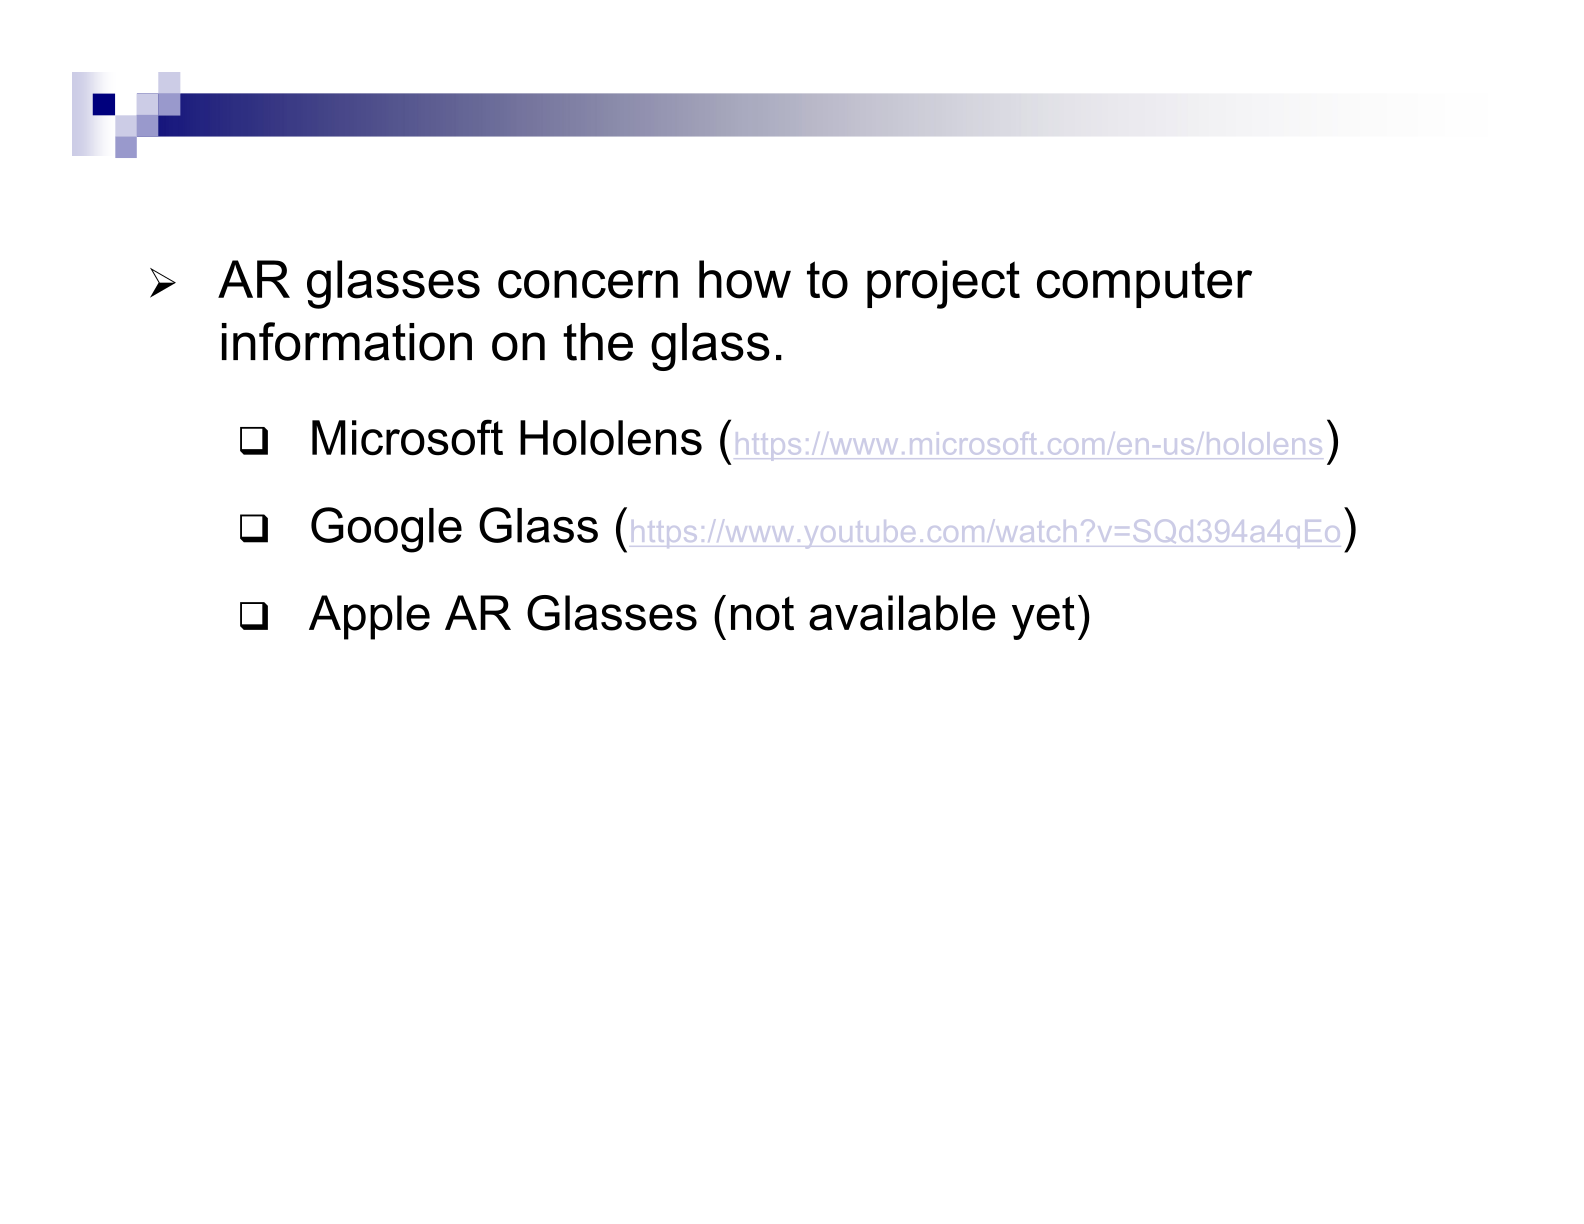 AR glasses concern how to project computer
information on the glass.
Microsoft Hololens (https://www.microsoft.com/en-us/hololens)
Google Glass (https://www.youtube.com/watch?v=SQd394a4qEo)
Apple AR Glasses (not available yet)